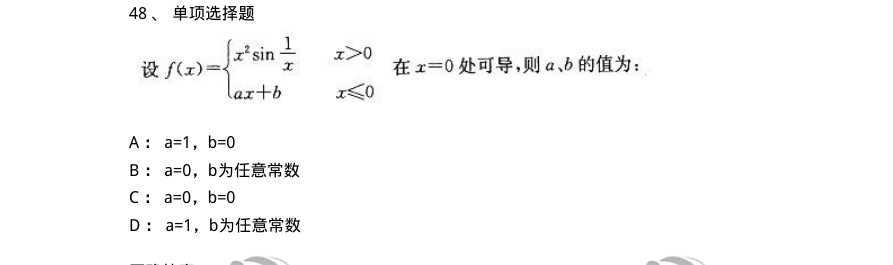 48 、 单项选择题
设 f(x)={x² sin 1/x x>0
ax+b x≤0 在 x=0 处可导,则 a、b 的值为:
A： a=1，b=0
B： a=0，b为任意常数
C： a=0，b=0
D： a=1，b为任意常数